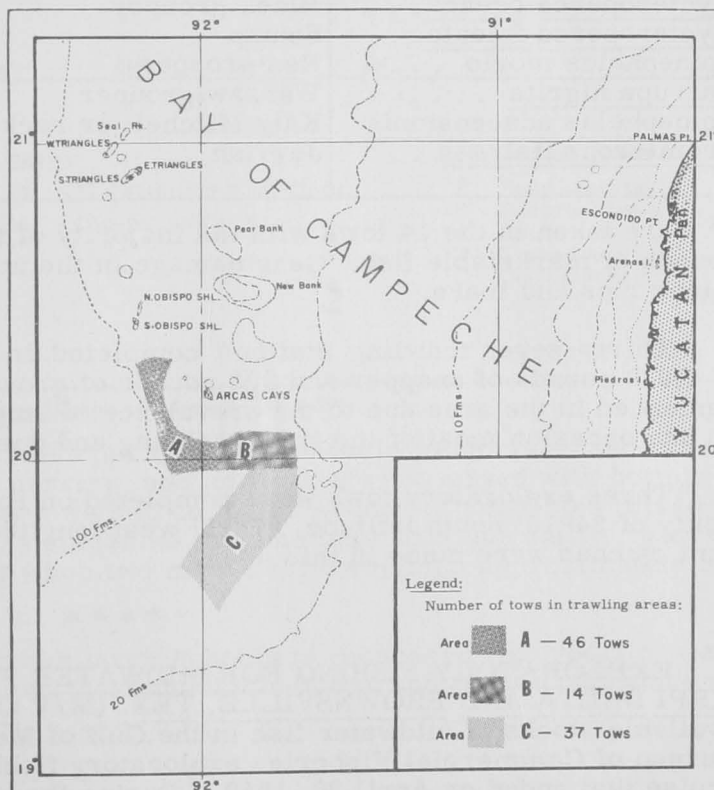 92°
91°
BAY OF CAMPECHE
21°
21°
PALMAS PT.
Seal Rk.
W.TRIANGLES
E.TRIANGLES
S.TRIANGLES
ESCONDIDO PT.
Pear Bank
New Bank
Arenas I.
YUCATAN Pen.
N.OBISPO SHL.
S.OBISPO SHL.
Piedras I.
ARCAS CAYS
10 Fms
A
B
C
20°
20
100 Fms
20 Fms
Legend:
Number of tows in trawling areas:
Area A — 46 Tows
Area B — 14 Tows
Area C — 37 Tows
19°
92°